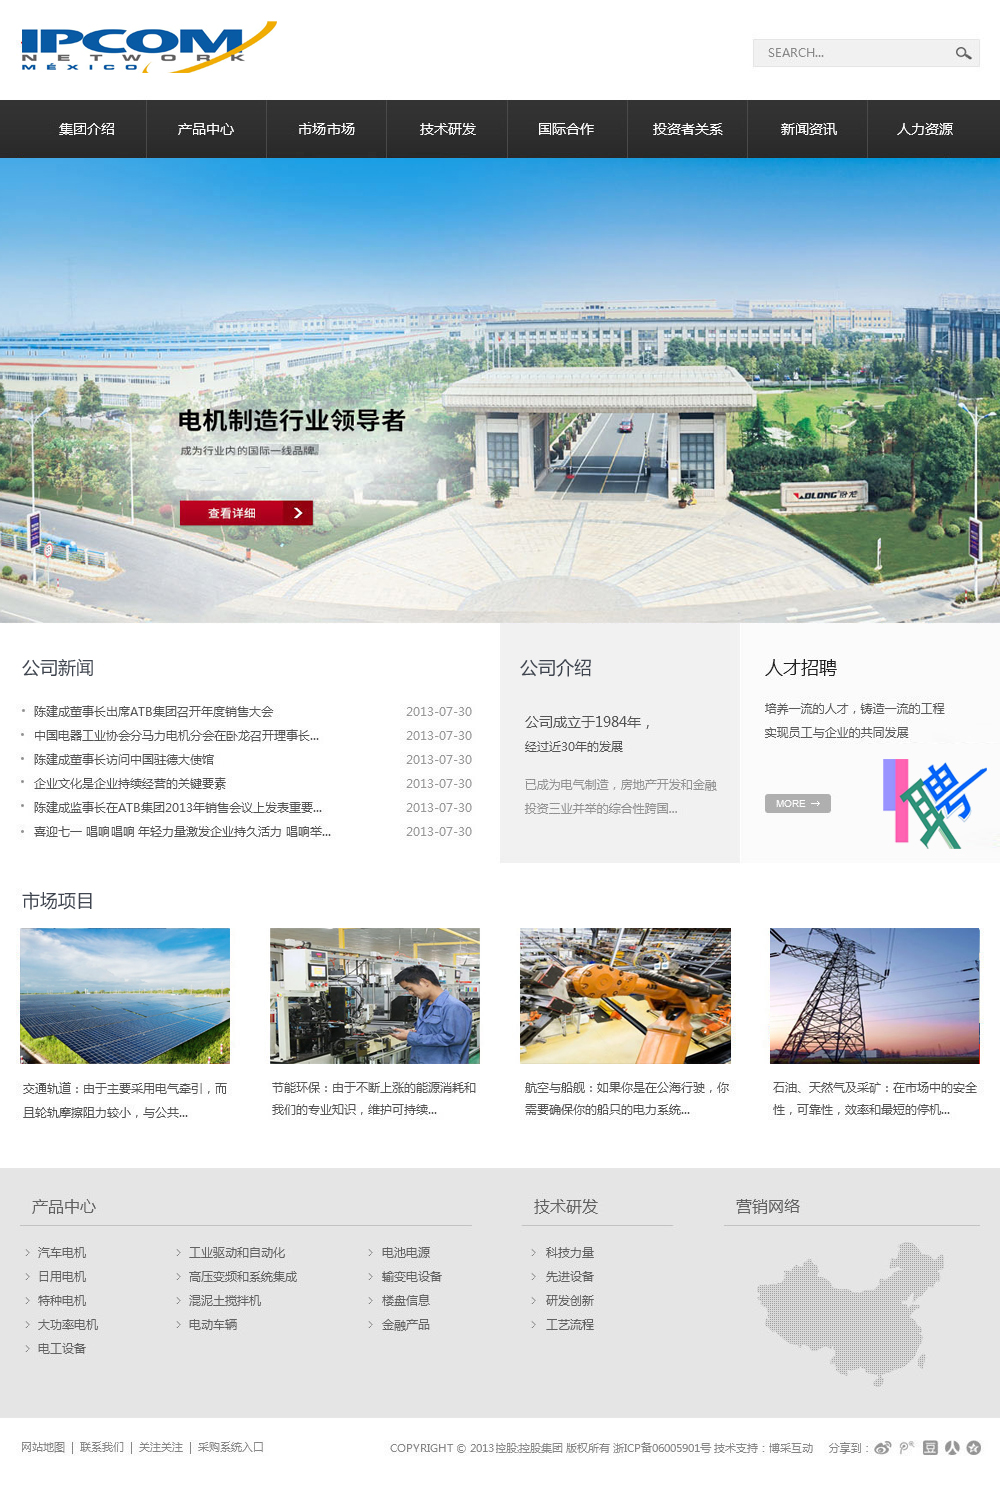 IPCOM
NETWORK
MÉXICO
SEARCH...
集团介绍
产品中心
市场市场
技术研发
国际合作
投资者关系
新闻资讯
人力资源
电机制造行业领导者
成为行业内的国际一线品牌
查看详细
WOLONG 卧龙
公司新闻
陈建成董事长出席ATB集团召开年度销售大会 2013-07-30
中国电器工业协会分马力电机分会在卧龙召开理事长... 2013-07-30
陈建成董事长访问中国驻德大使馆 2013-07-30
企业文化是企业持续经营的关键要素 2013-07-30
陈建成监事长在ATB集团2013年销售会议上发表重要... 2013-07-30
喜迎七一 唱响唱响 年轻力量激发企业持久活力 唱响举... 2013-07-30
公司介绍
公司成立于1984年，
经过近30年的发展
已成为电气制造，房地产开发和金融
投资三业并举的综合性跨国...
人才招聘
培养一流的人才，铸造一流的工程
实现员工与企业的共同发展
MORE →
聘
市场项目
交通轨道：由于主要采用电气牵引，而
且轮轨摩擦阻力较小，与公共...
节能环保：由于不断上涨的能源消耗和
我们的专业知识，维护可持续...
航空与船舰：如果你是在公海行驶，你
需要确保你的船只的电力系统...
石油、天然气及采矿：在市场中的安全
性，可靠性，效率和最短的停机...
产品中心
汽车电机
日用电机
特种电机
大功率电机
电工设备
工业驱动和自动化
高压变频和系统集成
混泥土搅拌机
电动车辆
电池电源
输变电设备
楼盘信息
金融产品
技术研发
科技力量
先进设备
研发创新
工艺流程
营销网络
网站地图 | 联系我们 | 关注关注 | 采购系统入口
COPYRIGHT © 2013控股;控股集团 版权所有 浙ICP备06005901号 技术支持：博采互动 分享到：
豆